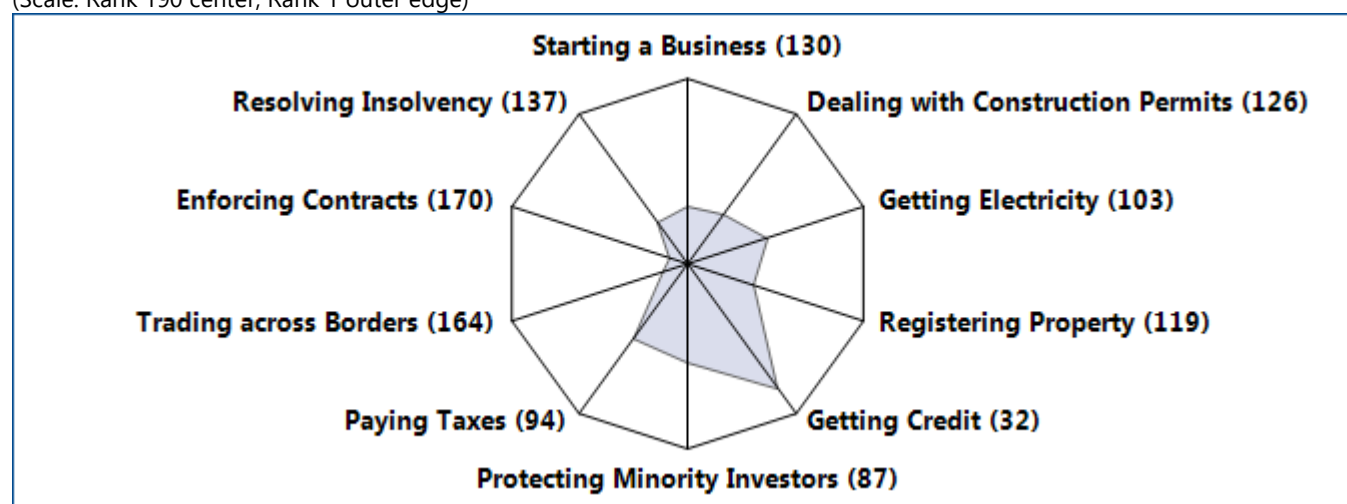 (Scale: Rank 190 center, Rank 1 outer edge)
Starting a Business (130)
Resolving Insolvency (137)
Dealing with Construction Permits (126)
Enforcing Contracts (170)
Getting Electricity (103)
Trading across Borders (164)
Registering Property (119)
Paying Taxes (94)
Getting Credit (32)
Protecting Minority Investors (87)